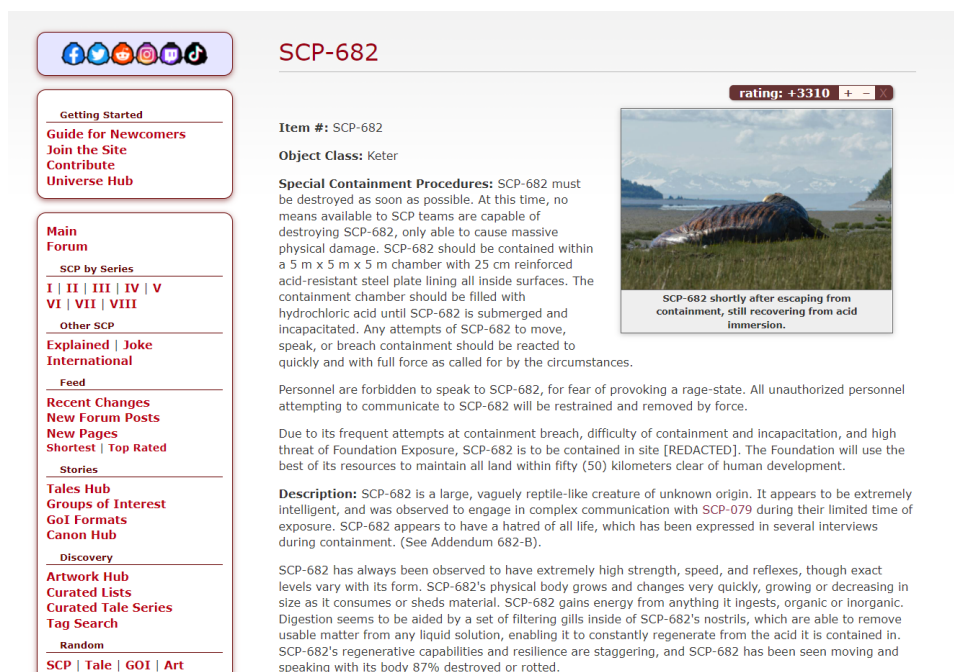 SCP-682
rating: +3310 + − X
Getting Started
Guide for Newcomers
Join the Site
Contribute
Universe Hub
Main
Forum
SCP by Series
I | II | III | IV | V
VI | VII | VIII
Other SCP
Explained | Joke
International
Feed
Recent Changes
New Forum Posts
New Pages
Shortest | Top Rated
Stories
Tales Hub
Groups of Interest
GoI Formats
Canon Hub
Discovery
Artwork Hub
Curated Lists
Curated Tale Series
Tag Search
Random
SCP | Tale | GOI | Art
Item #: SCP-682
Object Class: Keter
Special Containment Procedures: SCP-682 must
be destroyed as soon as possible. At this time, no
means available to SCP teams are capable of
destroying SCP-682, only able to cause massive
physical damage. SCP-682 should be contained within
a 5 m x 5 m x 5 m chamber with 25 cm reinforced
acid-resistant steel plate lining all inside surfaces. The
containment chamber should be filled with
hydrochloric acid until SCP-682 is submerged and
incapacitated. Any attempts of SCP-682 to move,
speak, or breach containment should be reacted to
quickly and with full force as called for by the circumstances.
SCP-682 shortly after escaping from
containment, still recovering from acid
immersion.
Personnel are forbidden to speak to SCP-682, for fear of provoking a rage-state. All unauthorized personnel
attempting to communicate to SCP-682 will be restrained and removed by force.
Due to its frequent attempts at containment breach, difficulty of containment and incapacitation, and high
threat of Foundation Exposure, SCP-682 is to be contained in site [REDACTED]. The Foundation will use the
best of its resources to maintain all land within fifty (50) kilometers clear of human development.
Description: SCP-682 is a large, vaguely reptile-like creature of unknown origin. It appears to be extremely
intelligent, and was observed to engage in complex communication with SCP-079 during their limited time of
exposure. SCP-682 appears to have a hatred of all life, which has been expressed in several interviews
during containment. (See Addendum 682-B).
SCP-682 has always been observed to have extremely high strength, speed, and reflexes, though exact
levels vary with its form. SCP-682's physical body grows and changes very quickly, growing or decreasing in
size as it consumes or sheds material. SCP-682 gains energy from anything it ingests, organic or inorganic.
Digestion seems to be aided by a set of filtering gills inside of SCP-682's nostrils, which are able to remove
usable matter from any liquid solution, enabling it to constantly regenerate from the acid it is contained in.
SCP-682's regenerative capabilities and resilience are staggering, and SCP-682 has been seen moving and
speaking with its body 87% destroyed or rotted.